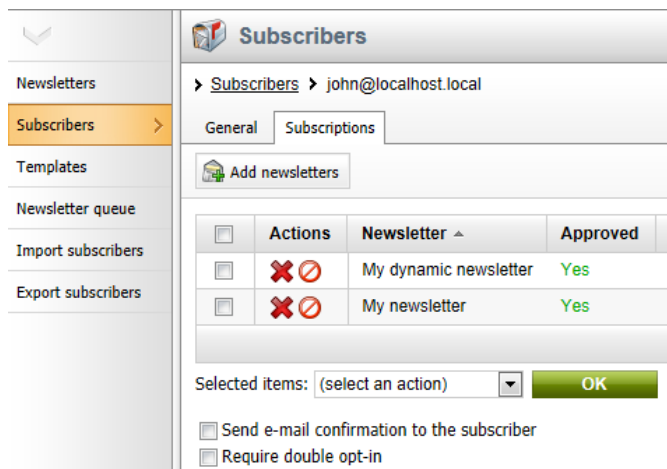 Subscribers
Newsletters
Subscribers
Templates
Newsletter queue
Import subscribers
Export subscribers
Subscribers john@localhost.local
General Subscriptions
Add newsletters
Actions Newsletter Approved
My dynamic newsletter Yes
My newsletter Yes
Selected items: (select an action) OK
Send e-mail confirmation to the subscriber
Require double opt-in